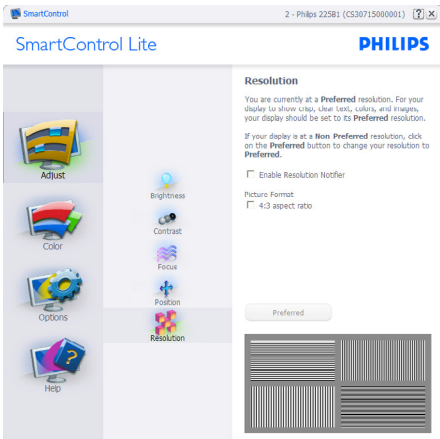 SmartControl
2 - Philips 225B1 (CS30715000001)
? X
SmartControl Lite
PHILIPS
Adjust
Color
Options
Help
Brightness
Contrast
Focus
Position
Resolution
Resolution
You are currently at a Preferred resolution. For your
display to show crisp, clear text, colors, and images,
your display should be set to its Preferred resolution.
If your display is at a Non Preferred resolution, click
on the Preferred button to change your resolution to
Preferred.
Enable Resolution Notifier
Picture Format
4:3 aspect ratio
Preferred